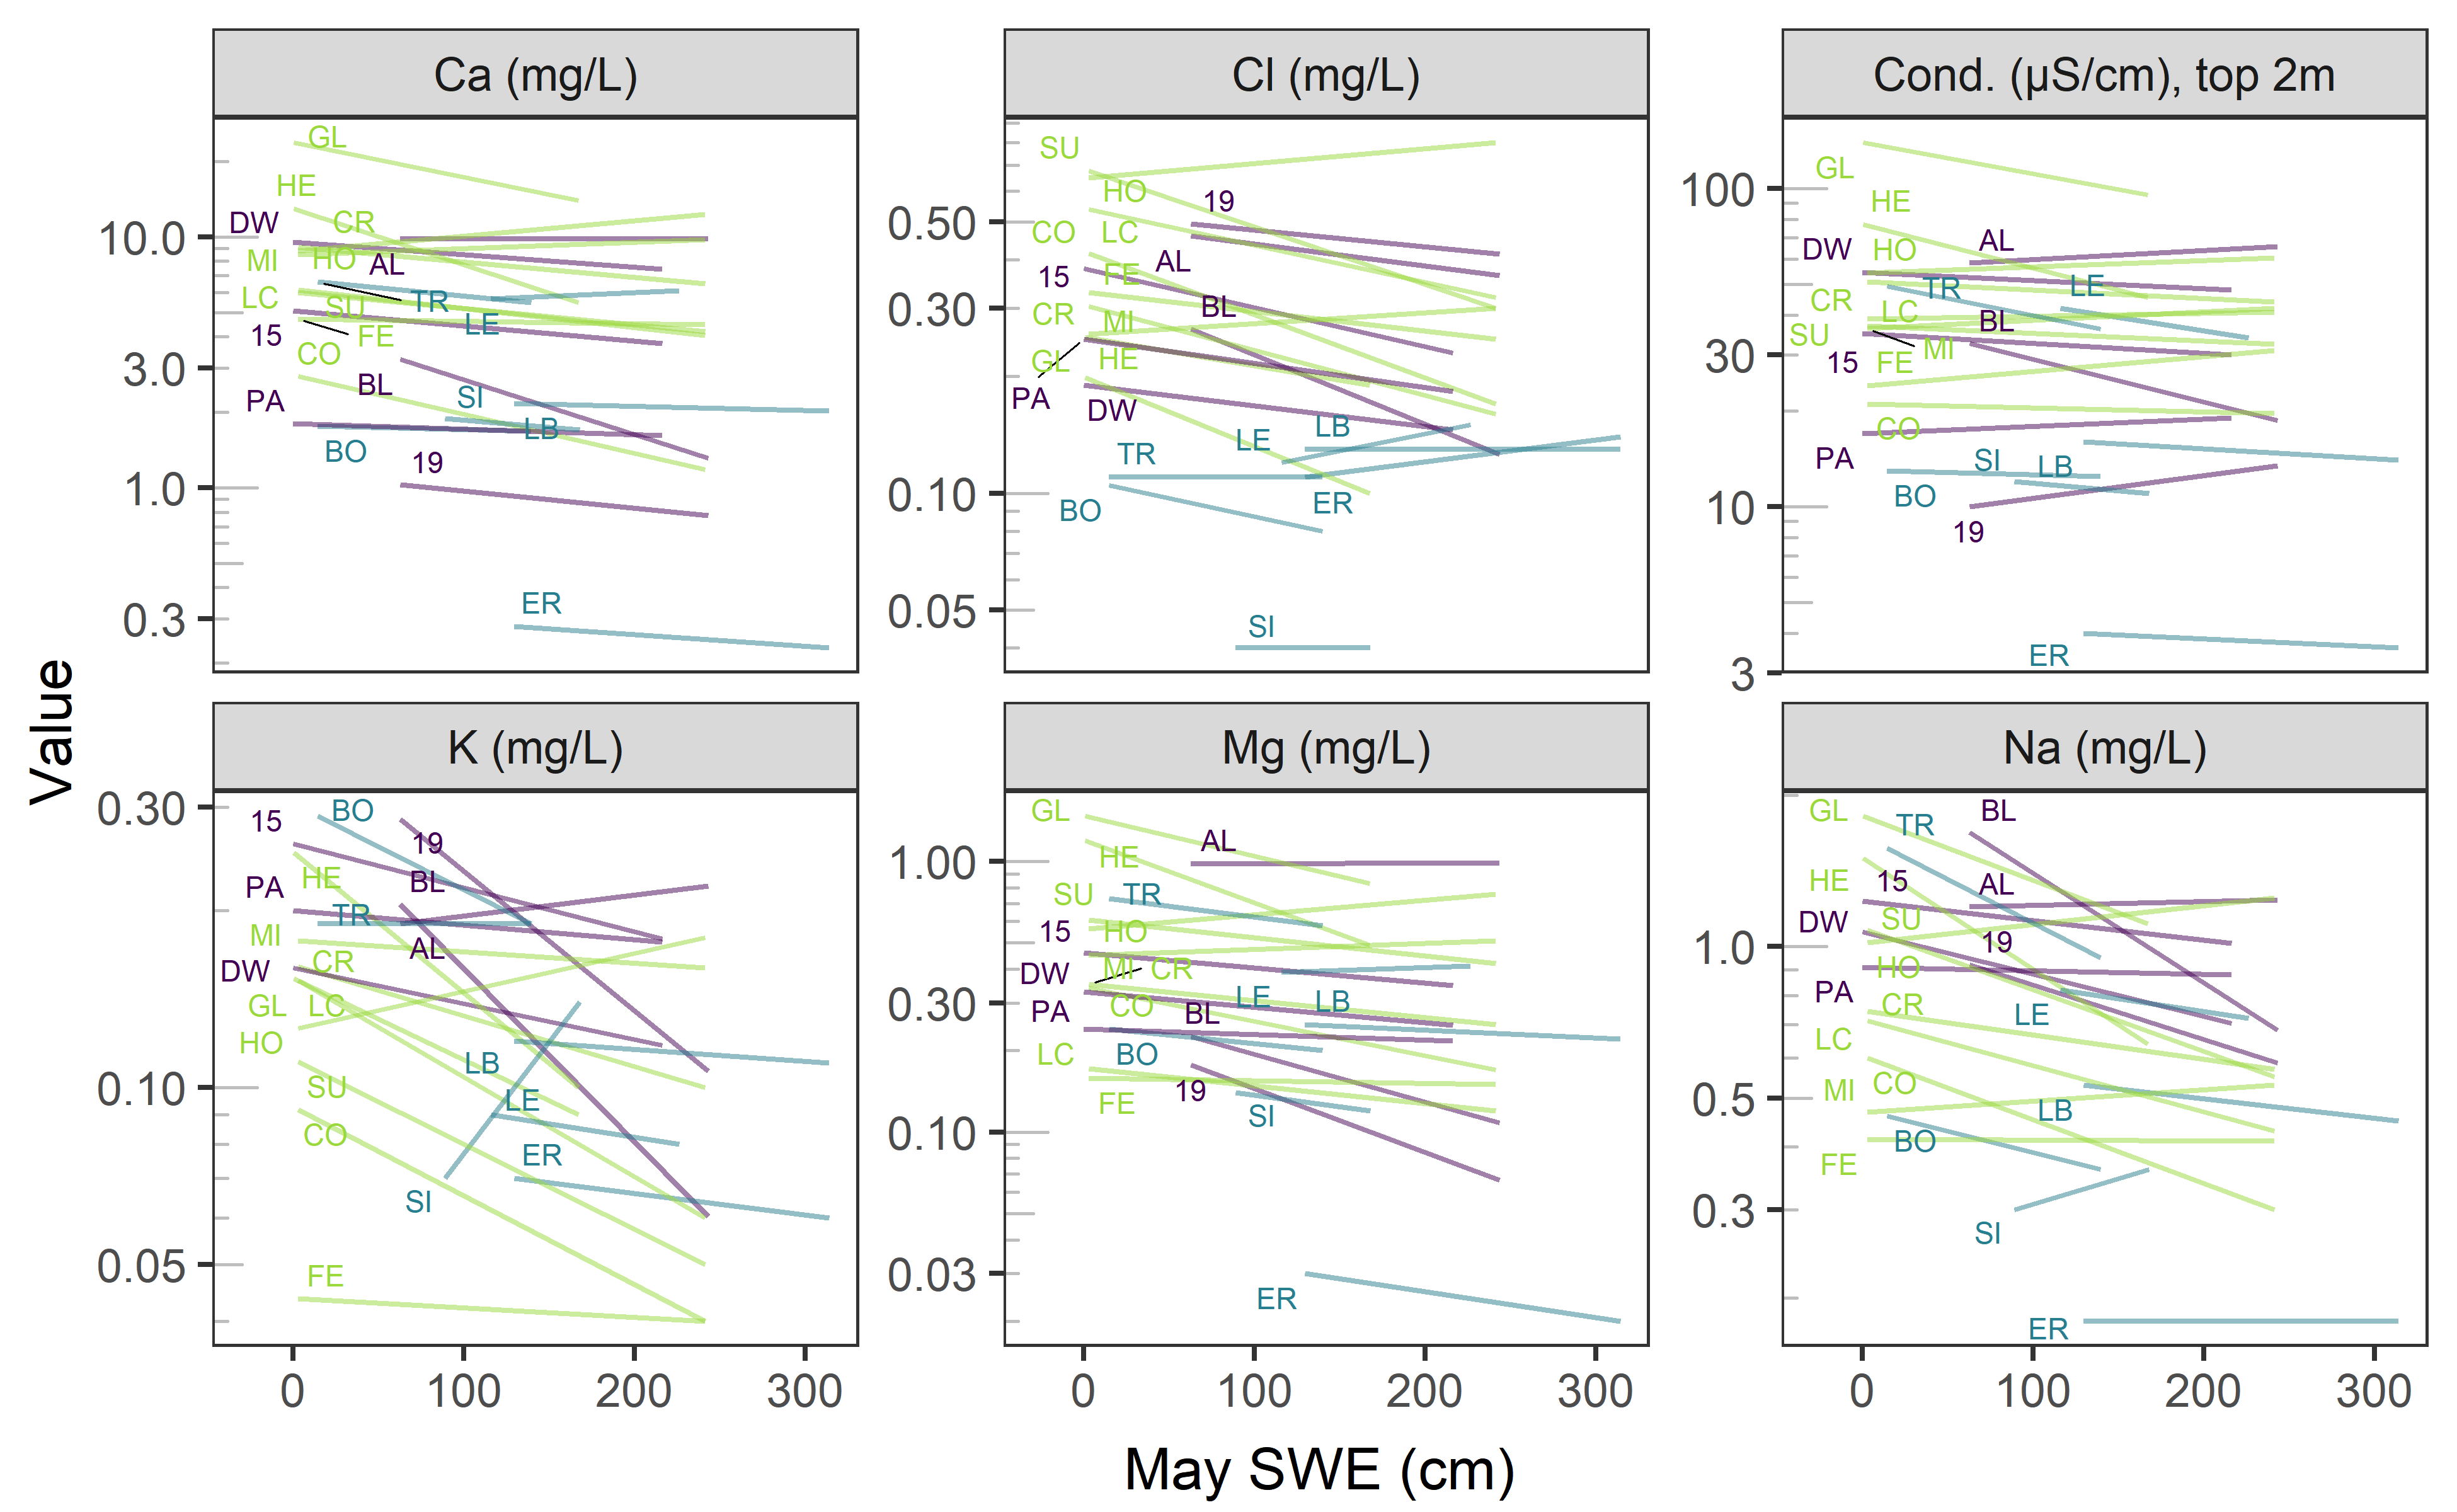 Ca (mg/L)
Cl (mg/L)
Cond. (µS/cm), top 2m
GL
HE
DW
CR
MI
HO
AL
LC
SU
TR
15
FE
LE
CO
BL
PA
SI
BO
LB
19
ER
10.0
3.0
1.0
0.3
SU
HO
19
CO
LC
AL
15
FE
BL
CR
MI
GL
HE
PA
DW
LE
LB
TR
BO
ER
SI
0.50
0.30
0.10
0.05
GL
HE
DW
HO
AL
TR
LE
CR
LC
SU
BL
15
MI
FE
CO
PA
SI
LB
BO
19
ER
100
30
10
3
Value
K (mg/L)
Mg (mg/L)
Na (mg/L)
15
BO
19
HE
PA
BL
TR
MI
AL
DW
CR
GL
LC
HO
LB
SU
LE
CO
ER
SI
FE
0.30
0.10
0.05
GL
AL
HE
SU
TR
15
HO
DW
MI
CR
PA
CO
LE
LB
BL
LC
BO
19
FE
SI
ER
1.00
0.30
0.10
0.03
GL
TR
BL
HE
15
AL
DW
SU
19
HO
PA
CR
LE
LC
MI
CO
LB
BO
FE
SI
ER
1.0
0.5
0.3
0 100 200 300
0 100 200 300
0 100 200 300
May SWE (cm)